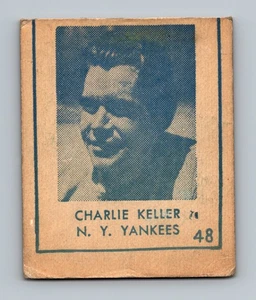 CHARLIE KELLER
N. Y. YANKEES
48